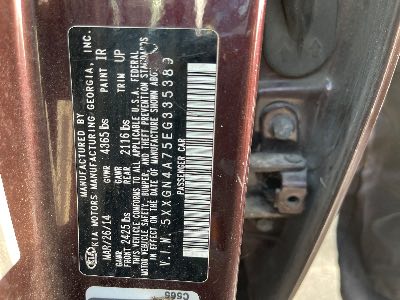 MANUFACTURED BY
KIA MOTORS MANUFACTURING GEORGIA, INC.
MAR/26/14 GVWR 4365 lbs PAINT IR
GAWR FRONT 2425 lbs GAWR REAR 2116 lbs TRIM UP
THIS VEHICLE CONFORMS TO ALL APPLICABLE U.S.A. FEDERAL
MOTOR VEHICLE SAFETY, BUMPER, AND THEFT PREVENTION STANDARDS
IN EFFECT ON THE DATE OF MANUFACTURE SHOWN ABOVE.
V.I.N. 5XXGN4A75EG335389
PASSENGER CAR
C565